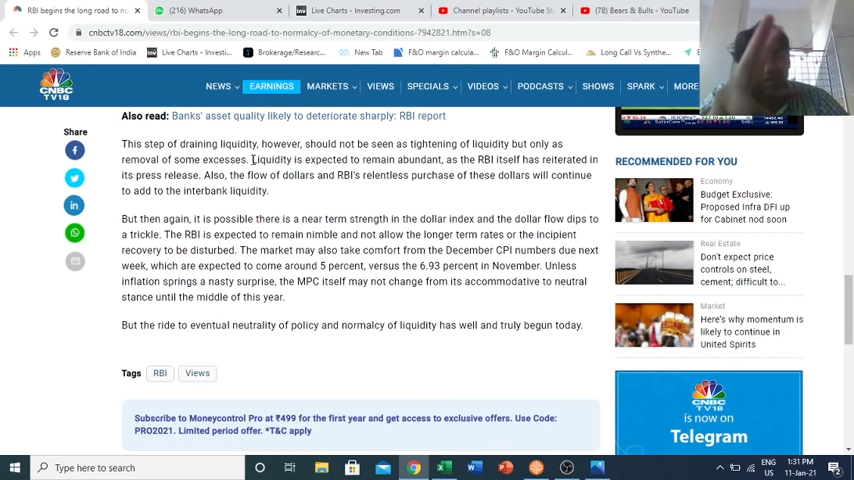 RBI begins the long road to no
(216) WhatsApp
Live Charts - Investing.com
Channel playlists - YouTube St
(78) Bears & Bulls - YouTube
cnbctv18.com/views/rbi-begins-the-long-road-to-normalcy-of-monetary-conditions-7942821.htm?s=08
Apps
Reserve Bank of India
Live Charts - Investi...
Brokerage/Researc...
New Tab
F&O margin calcula...
F&O Margin Calcul...
Long Call Vs Synthe...
CNBC
TV18
NEWS
EARNINGS
MARKETS
VIEWS
SPECIALS
VIDEOS
PODCASTS
SHOWS
SPARK
MORE
Also read: Banks' asset quality likely to deteriorate sharply: RBI report
Share
This step of draining liquidity, however, should not be seen as tightening of liquidity but only as
removal of some excesses. Liquidity is expected to remain abundant, as the RBI itself has reiterated in
its press release. Also, the flow of dollars and RBI's relentless purchase of these dollars will continue
to add to the interbank liquidity.
But then again, it is possible there is a near term strength in the dollar index and the dollar flow dips to
a trickle. The RBI is expected to remain nimble and not allow the longer term rates or the incipient
recovery to be disturbed. The market may also take comfort from the December CPI numbers due next
week, which are expected to come around 5 percent, versus the 6.93 percent in November. Unless
inflation springs a nasty surprise, the MPC itself may not change from its accommodative to neutral
stance until the middle of this year.
But the ride to eventual neutrality of policy and normalcy of liquidity has well and truly begun today.
Tags
RBI
Views
Subscribe to Moneycontrol Pro at ₹499 for the first year and get access to exclusive offers. Use Code:
PRO2021. Limited period offer. *T&C apply
RECOMMENDED FOR YOU
Economy
Budget Exclusive:
Proposed Infra DFI up
for Cabinet nod soon
Real Estate
Don't expect price
controls on steel,
cement; difficult to...
Market
Here's why momentum is
likely to continue in
United Spirits
CNBC
TV18
is now on
Telegram
Type here to search
ENG
US
1:31 PM
11-Jan-21
2